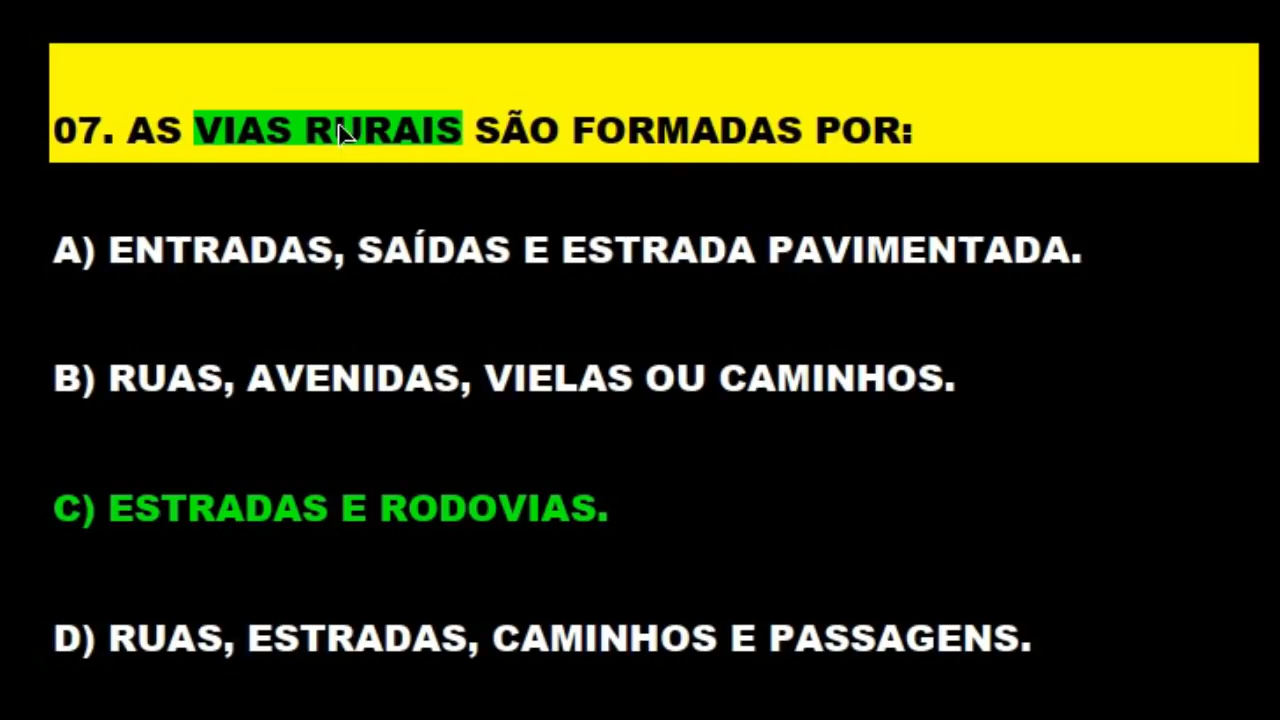 07. AS VIAS RURAIS SÃO FORMADAS POR:
A) ENTRADAS, SAÍDAS E ESTRADA PAVIMENTADA.
B) RUAS, AVENIDAS, VIELAS OU CAMINHOS.
C) ESTRADAS E RODOVIAS.
D) RUAS, ESTRADAS, CAMINHOS E PASSAGENS.